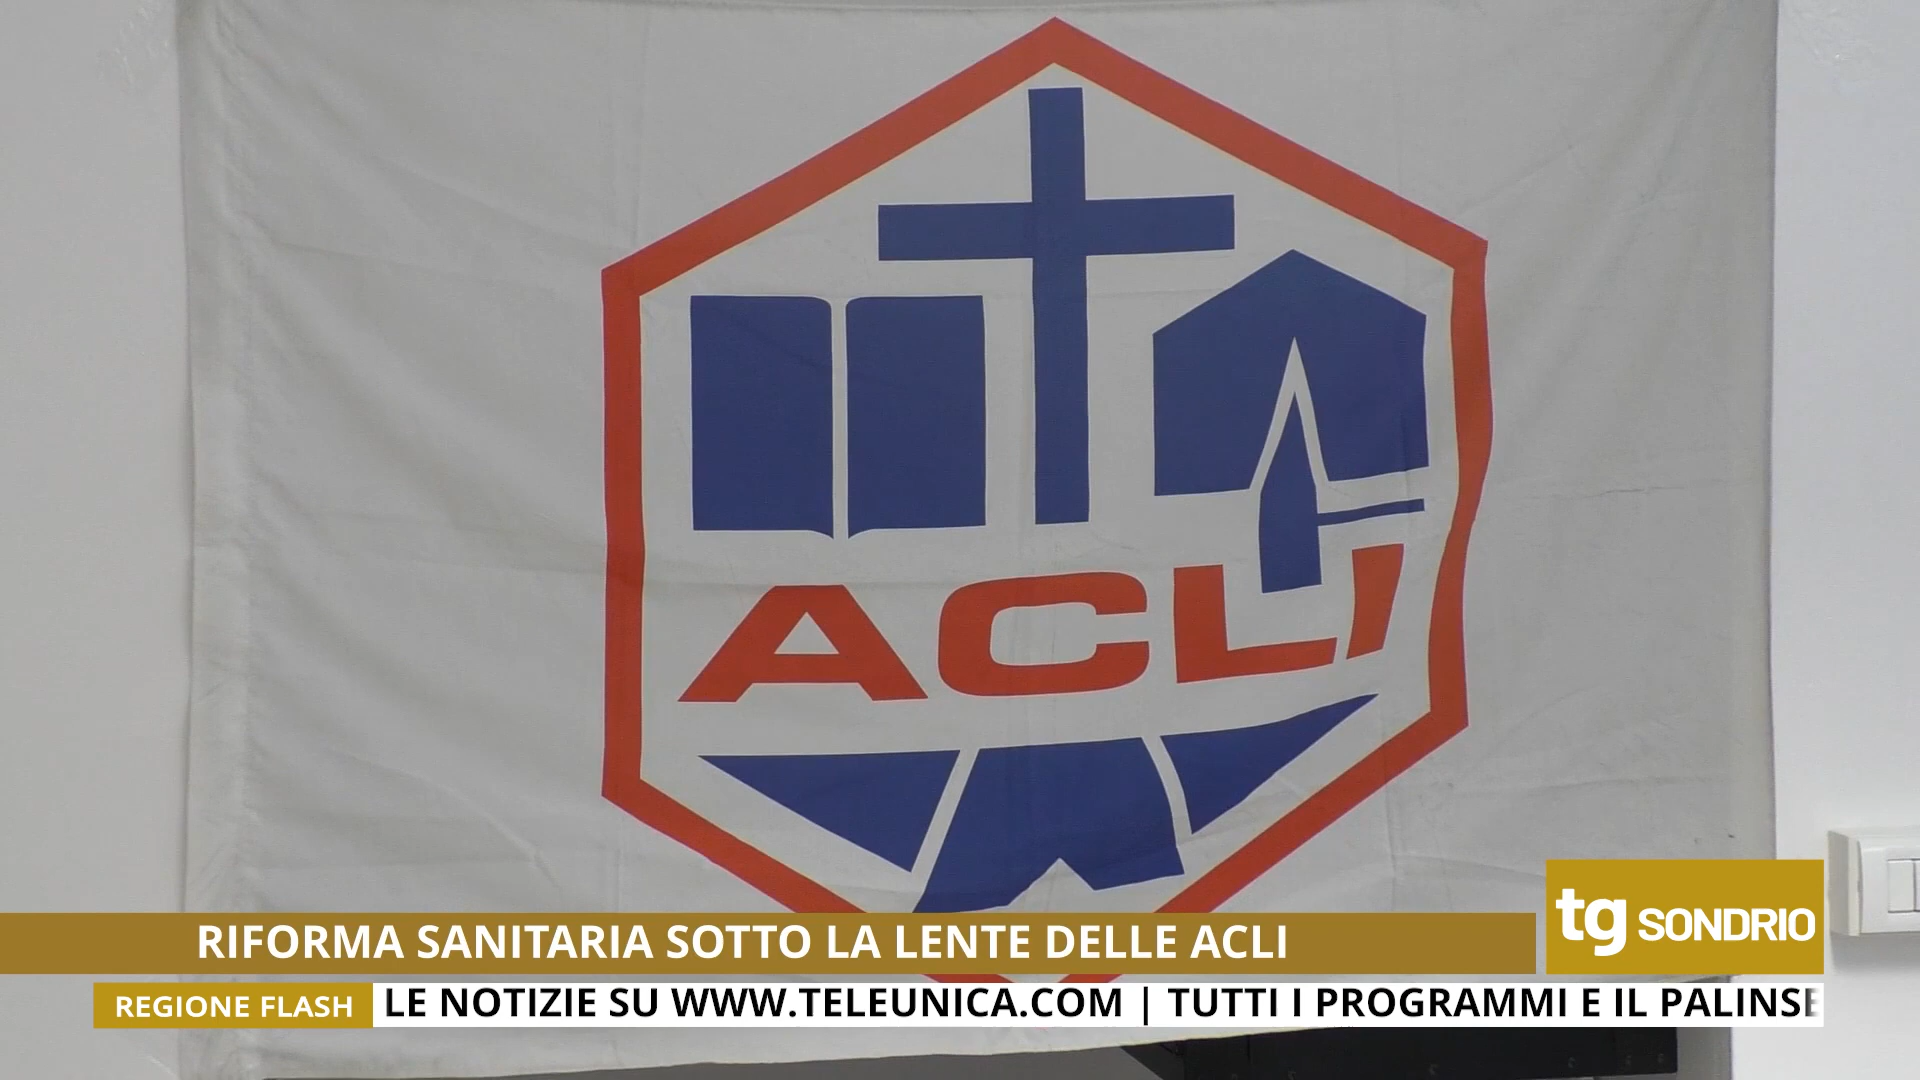 ACLI
RIFORMA SANITARIA SOTTO LA LENTE DELLE ACLI
tg SONDRIO
REGIONE FLASH LE NOTIZIE SU WWW.TELEUNICA.COM | TUTTI I PROGRAMMI E IL PALINSE